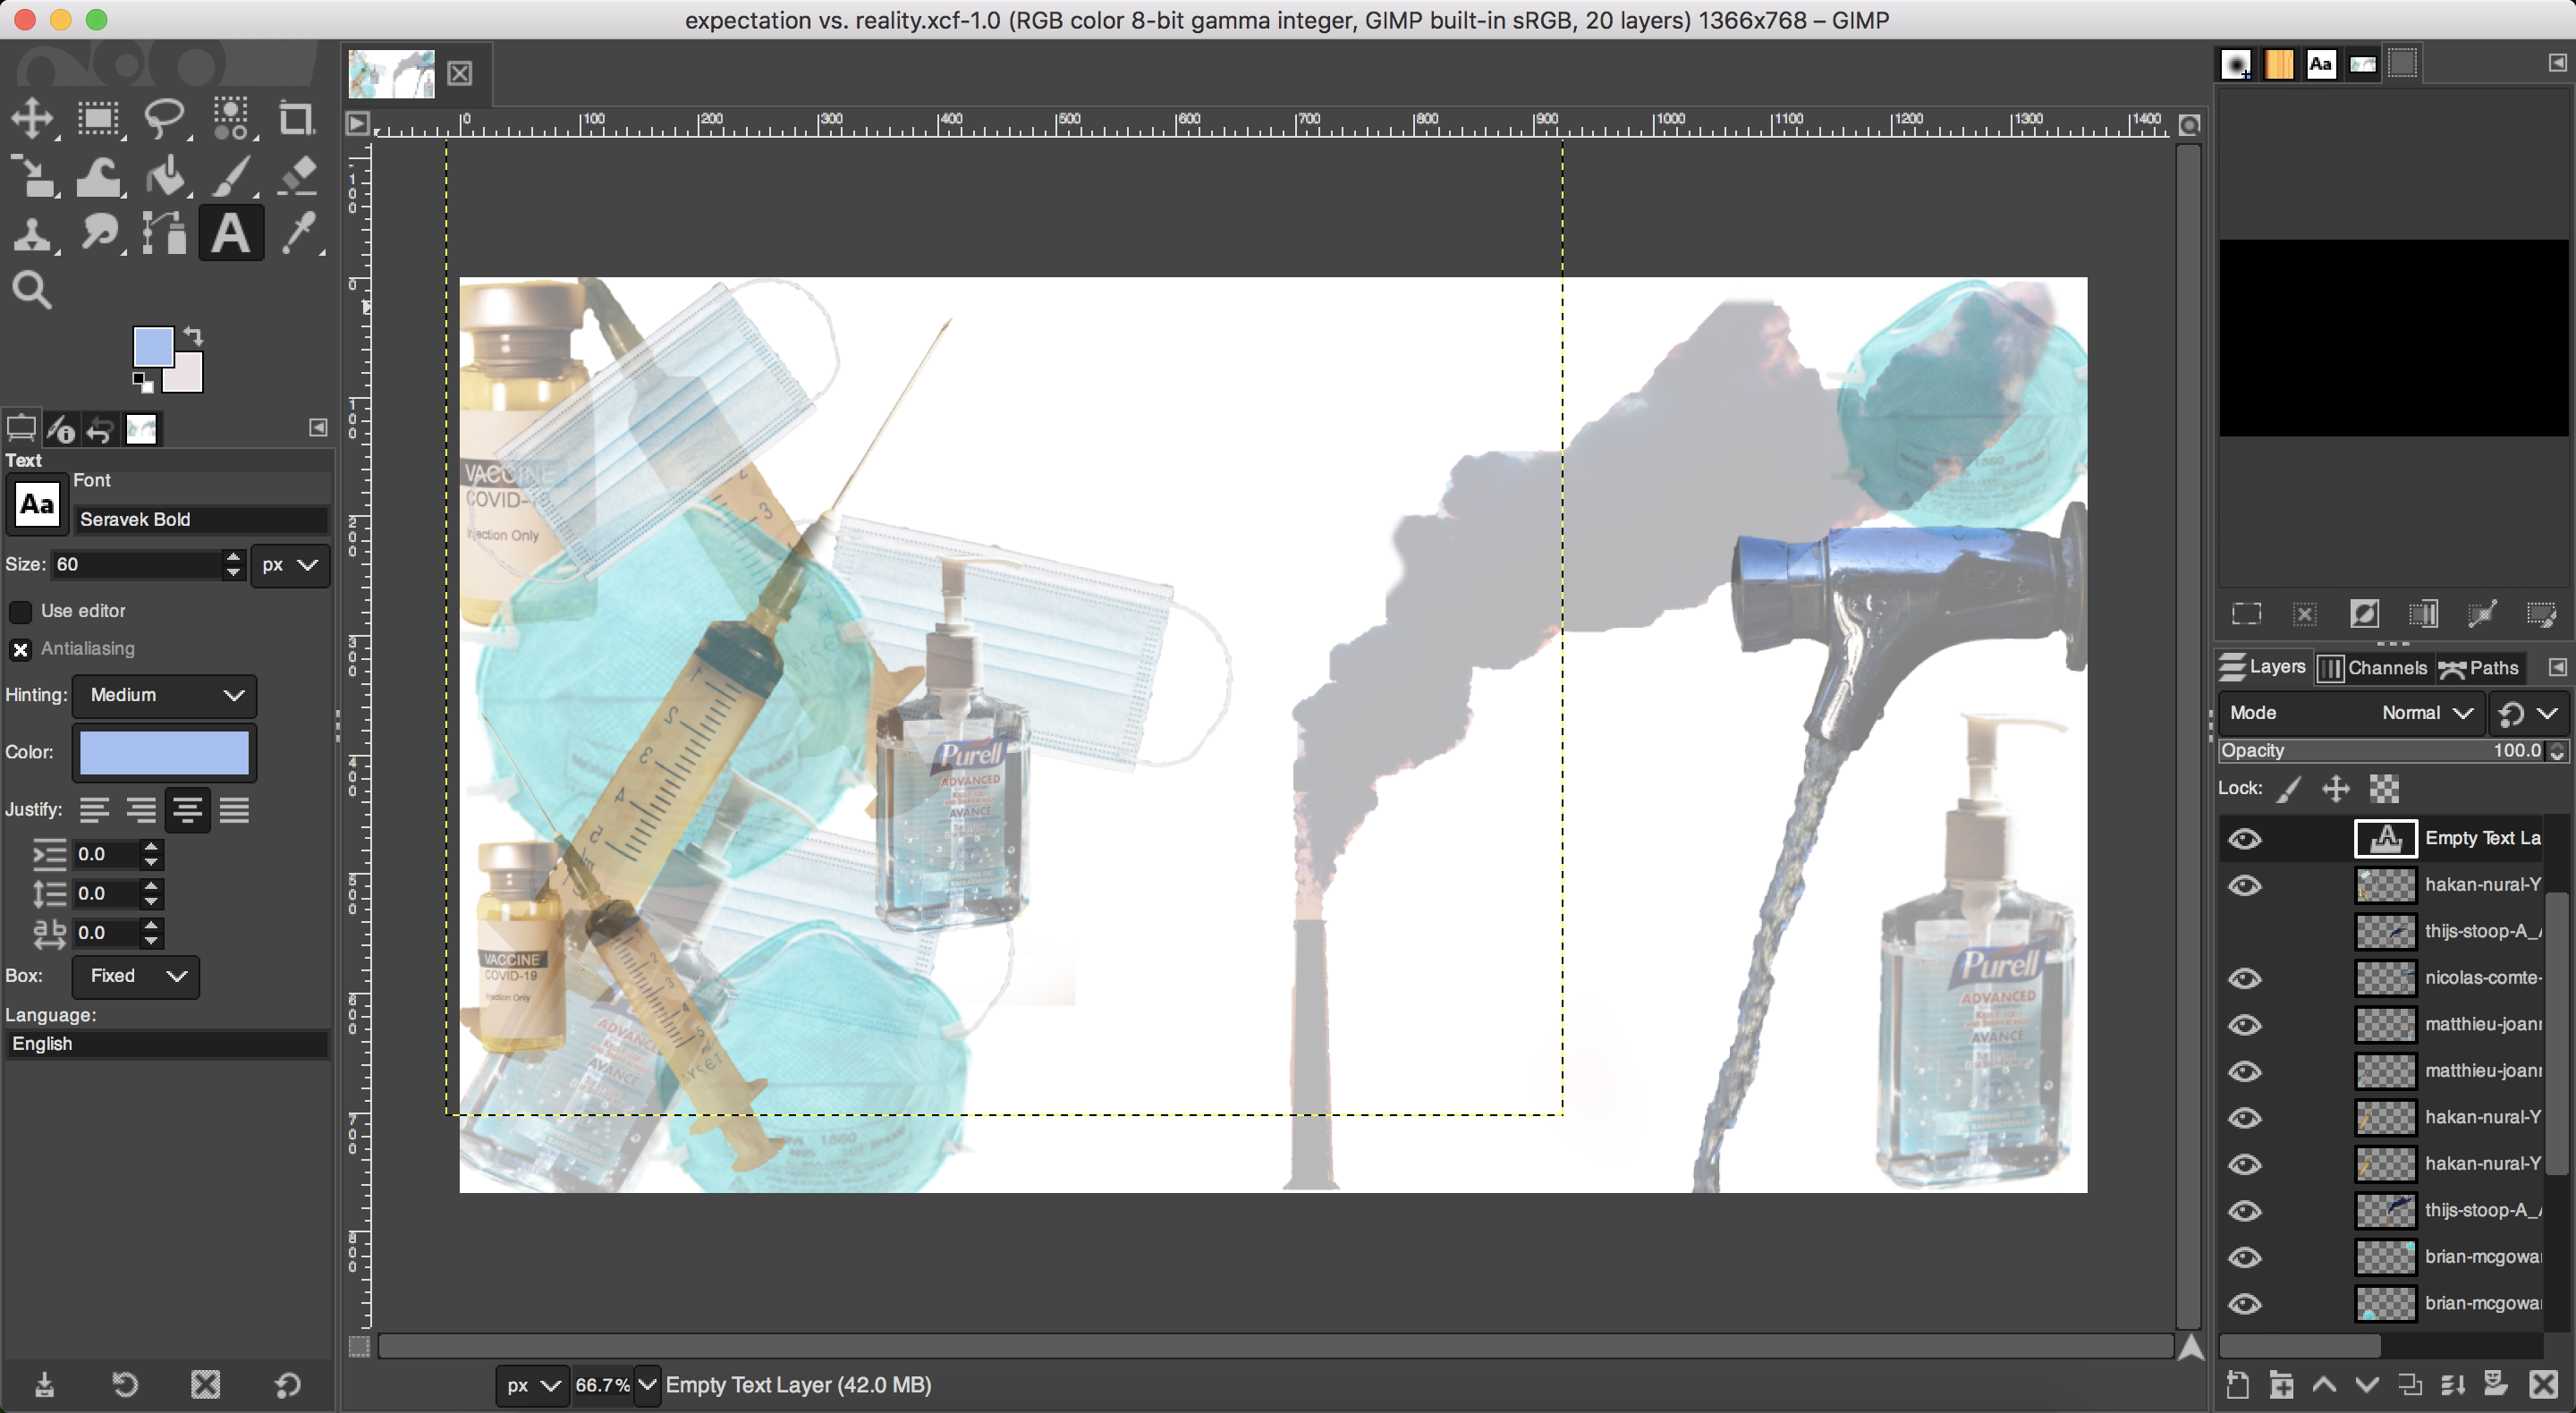 expectation vs. reality.xcf-1.0 (RGB color 8-bit gamma integer, GIMP built-in sRGB, 20 layers) 1366x768 – GIMP
Aa
0 100 200 300 400 500 600 700 800 900 1000 1100 1200 1300 1400
Text
Font
Aa
Seravek Bold
Size: 60 px
Use editor
Antialiasing
Hinting: Medium
Color:
Justify:
0.0
0.0
0.0
Box: Fixed
Language:
English
VACCINE
COVID-
Injection Only
Purell
ADVANCED
AVANCE
VACCINE
COVID-19
Injection Only
ADVANCED
AVANCE
Purell
ADVANCED
AVANCE
Layers Channels Paths
Mode Normal
Opacity 100.0
Lock:
Empty Text La
hakan-nural-Y
thijs-stoop-A_
nicolas-comte-
matthieu-joan
matthieu-joan
hakan-nural-Y
hakan-nural-Y
thijs-stoop-A_
brian-mcgowa
brian-mcgowa
px 66.7% Empty Text Layer (42.0 MB)